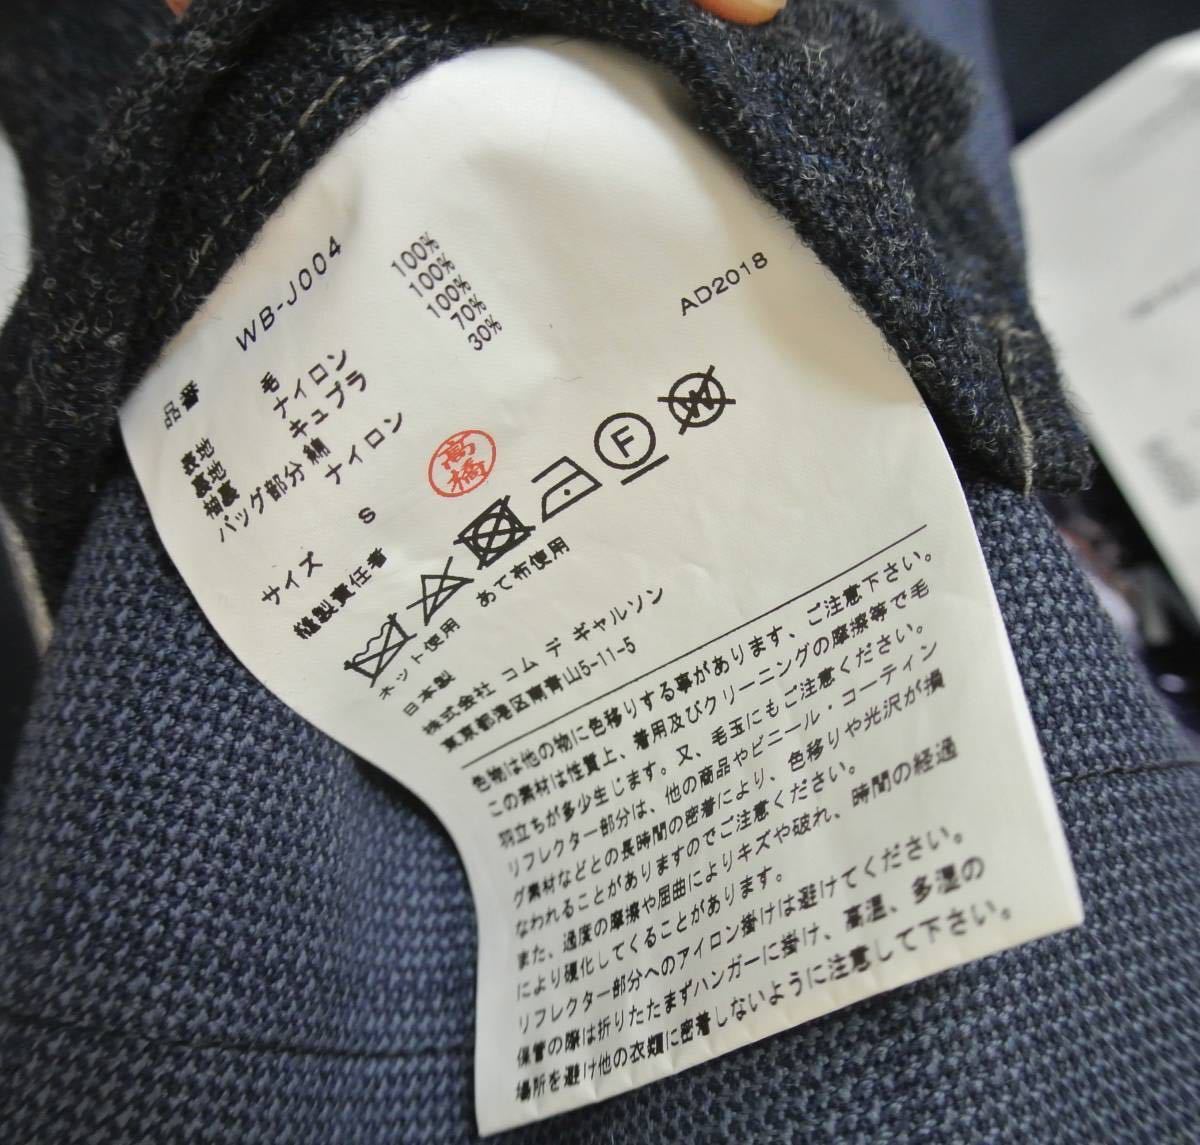 品番 WB-J004
表地 毛 100%
裏地 ナイロン 100%
袖裏 キュプラ 100%
バッグ部分 綿 70%
ナイロン 30%
サイズ S
AD2018
縫製責任者 高橋
F
W
ネット使用 あて布使用
日本製
株式会社 コム デ ギャルソン
東京都港区南青山5-11-5
色物は他の物に色移りする事があります、ご注意下さい。
この素材は性質上、着用及びクリーニングの摩擦等で毛
羽立ちが多少生じます。又、毛玉にもご注意ください。
リフレクター部分は、他の商品やビニール・コーティン
グ素材などとの長時間の密着により、色移りや光沢が損
なわれることがありますのでご注意ください。
また、過度の摩擦や屈曲によりキズや破れ、時間の経過
により硬化してくることがあります。
リフレクター部分へのアイロン掛けは避けてください。
保管の際は折りたたまずハンガーに掛け、高温、多湿の
場所を避け他の衣類に密着しないように注意して下さい。